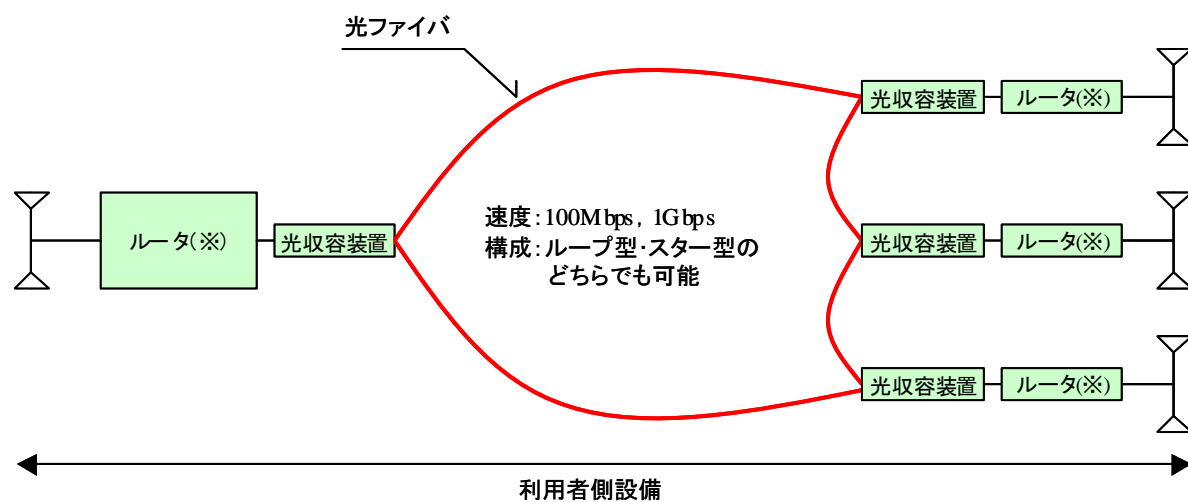 光ファイバ
光収容装置
ルータ(※)
ルータ(※)
光収容装置
速度：100Mbps，1Gbps
構成：ループ型・スター型の
どちらでも可能
光収容装置
ルータ(※)
光収容装置
ルータ(※)
利用者側設備